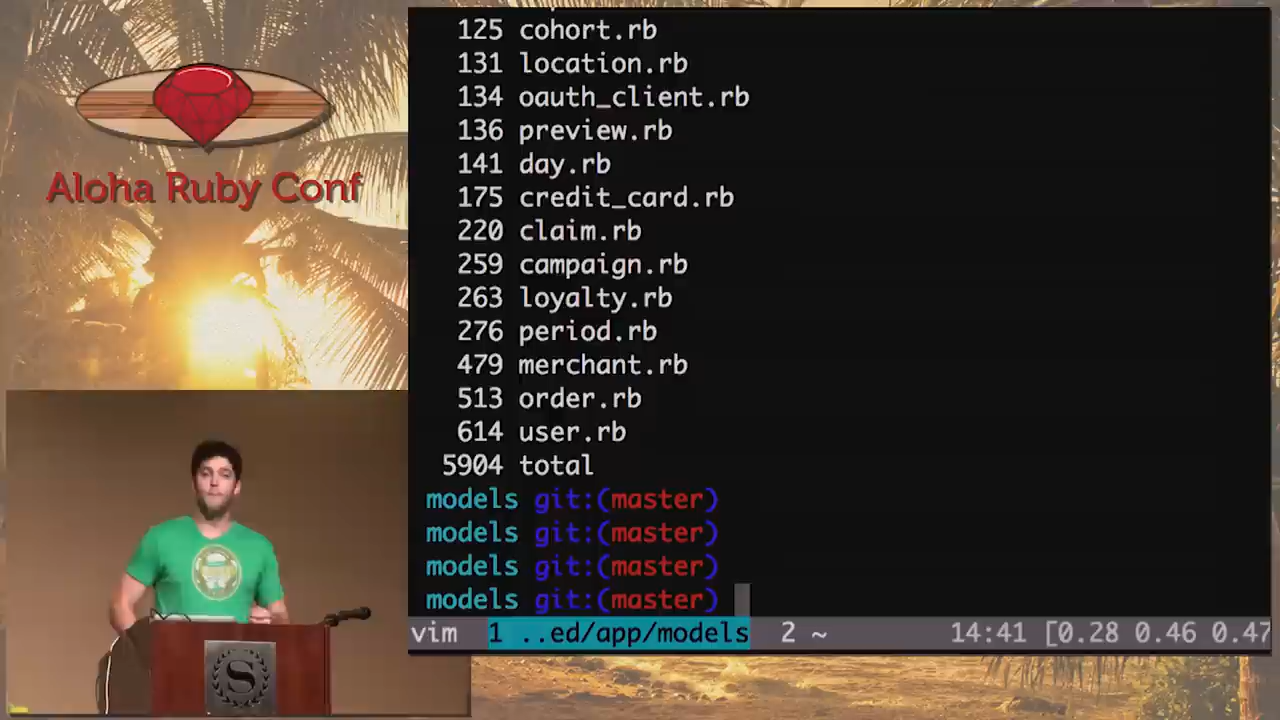 Aloha Ruby Conf
125 cohort.rb
131 location.rb
134 oauth_client.rb
136 preview.rb
141 day.rb
175 credit_card.rb
220 claim.rb
259 campaign.rb
263 loyalty.rb
276 period.rb
479 merchant.rb
513 order.rb
614 user.rb
5904 total
models git:(master)
models git:(master)
models git:(master)
models git:(master)
vim 1 ..ed/app/models 2 ~ 14:41 [0.28 0.46 0.47
S